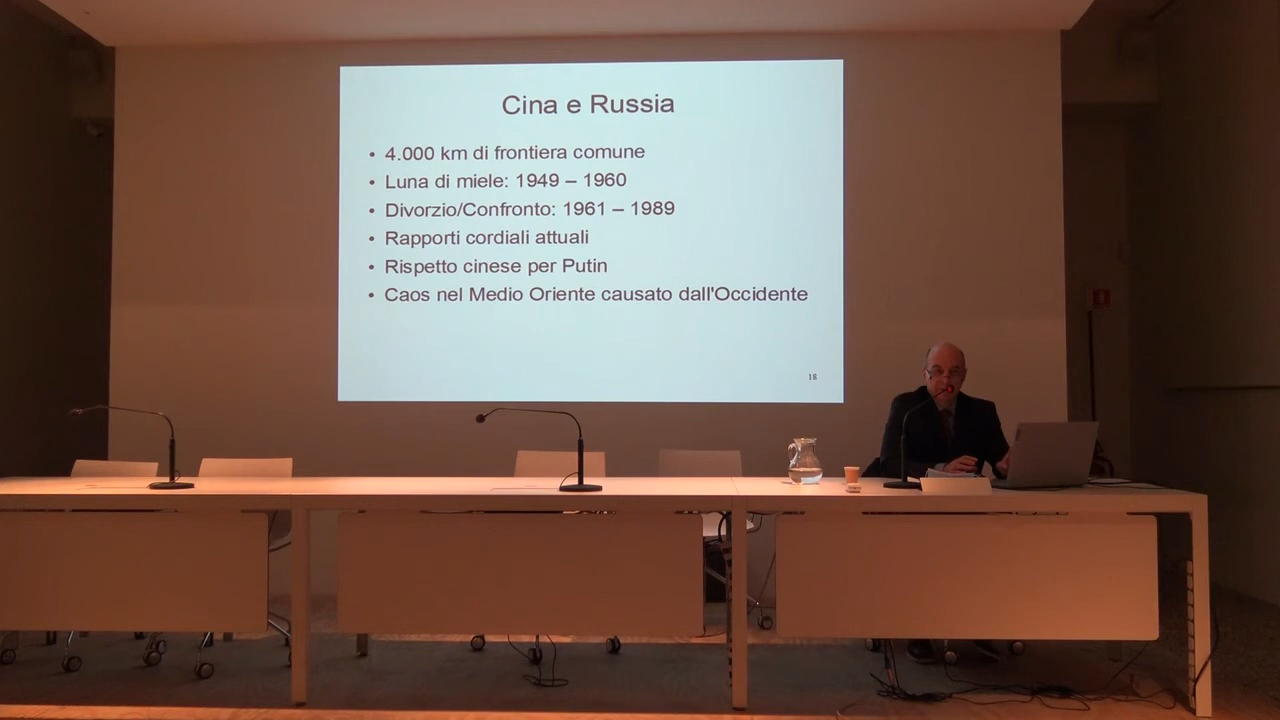 Cina e Russia
• 4.000 km di frontiera comune
• Luna di miele: 1949 – 1960
• Divorzio/Confronto: 1961 – 1989
• Rapporti cordiali attuali
• Rispetto cinese per Putin
• Caos nel Medio Oriente causato dall'Occidente